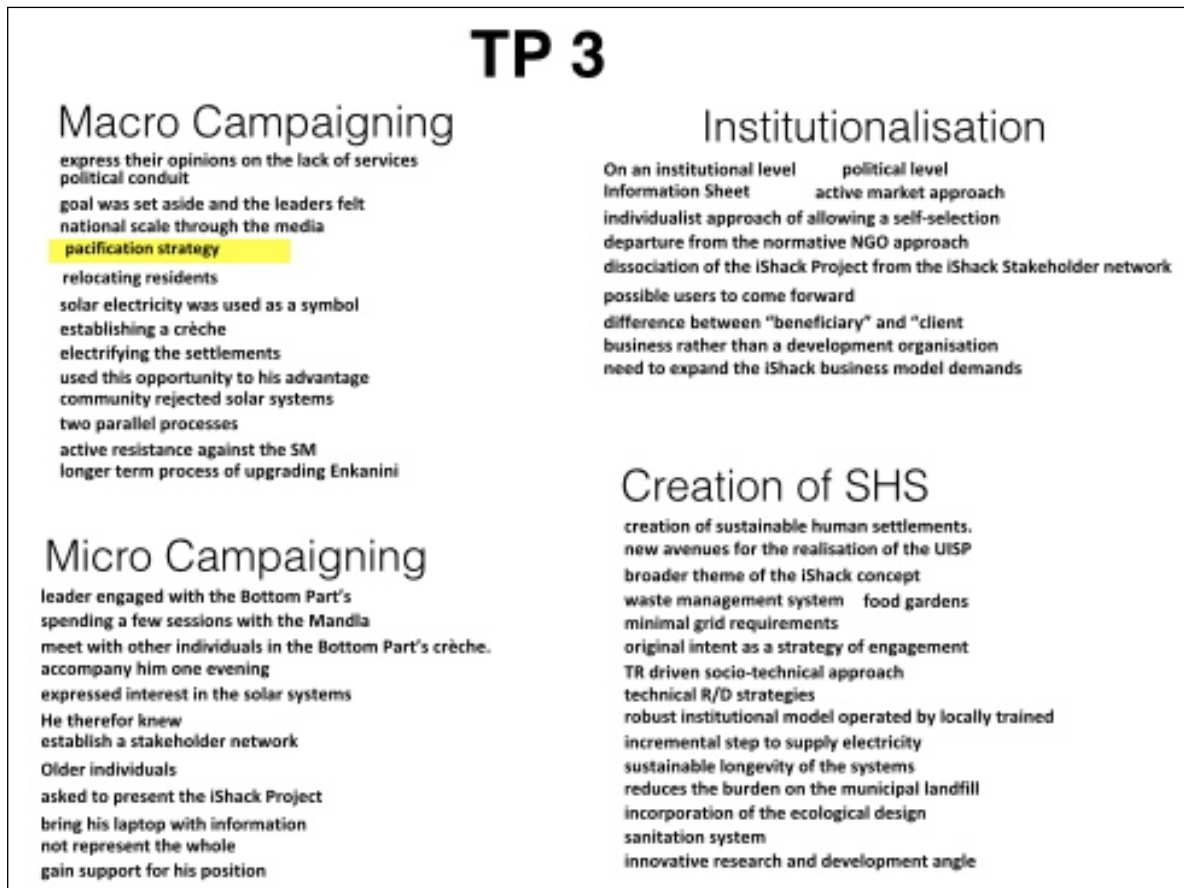 TP 3
Macro Campaigning
express their opinions on the lack of services
political conduit
goal was set aside and the leaders felt
national scale through the media
pacification strategy
relocating residents
solar electricity was used as a symbol
establishing a crèche
electrifying the settlements
used this opportunity to his advantage
community rejected solar systems
two parallel processes
active resistance against the SM
longer term process of upgrading Enkanini
Micro Campaigning
leader engaged with the Bottom Part's
spending a few sessions with the Mandla
meet with other individuals in the Bottom Part's crèche.
accompany him one evening
expressed interest in the solar systems
He therefor knew
establish a stakeholder network
Older individuals
asked to present the iShack Project
bring his laptop with information
not represent the whole
gain support for his position
Institutionalisation
On an institutional level political level
Information Sheet active market approach
individualist approach of allowing a self-selection
departure from the normative NGO approach
dissociation of the iShack Project from the iShack Stakeholder network
possible users to come forward
difference between "beneficiary" and "client
business rather than a development organisation
need to expand the iShack business model demands
Creation of SHS
creation of sustainable human settlements.
new avenues for the realisation of the UISP
broader theme of the iShack concept
waste management system food gardens
minimal grid requirements
original intent as a strategy of engagement
TR driven socio-technical approach
technical R/D strategies
robust institutional model operated by locally trained
incremental step to supply electricity
sustainable longevity of the systems
reduces the burden on the municipal landfill
incorporation of the ecological design
sanitation system
innovative research and development angle